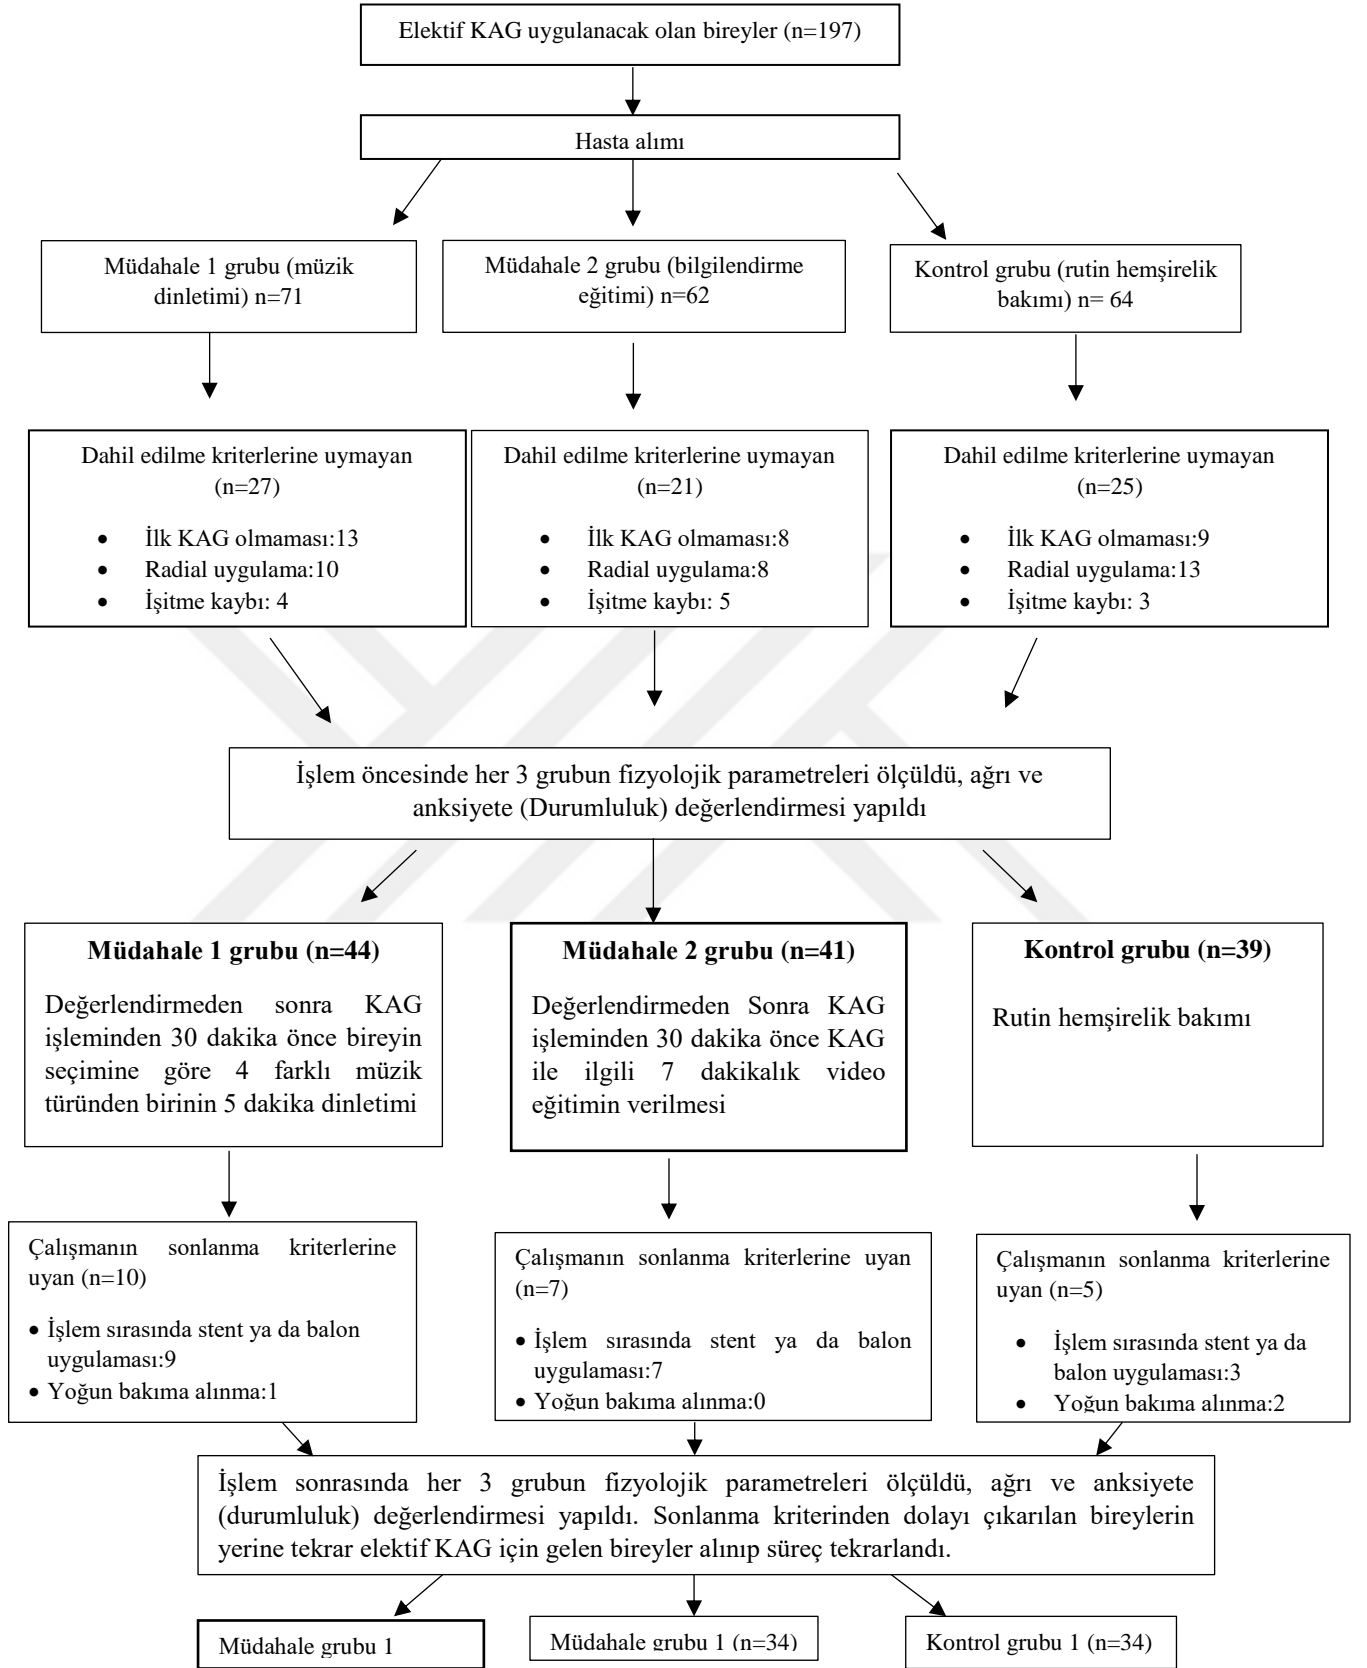 Elektif KAG uygulanacak olan bireyler (n=197)
Hasta alımı
Müdahale 1 grubu (müzik
dinletimi) n=71
Müdahale 2 grubu (bilgilendirme
eğitimi) n=62
Kontrol grubu (rutin hemşirelik
bakımı) n= 64
Dahil edilme kriterlerine uymayan
(n=27)
• İlk KAG olmaması:13
• Radial uygulama:10
• İşitme kaybı: 4
Dahil edilme kriterlerine uymayan
(n=21)
• İlk KAG olmaması:8
• Radial uygulama:8
• İşitme kaybı: 5
Dahil edilme kriterlerine uymayan
(n=25)
• İlk KAG olmaması:9
• Radial uygulama:13
• İşitme kaybı: 3
İşlem öncesinde her 3 grubun fizyolojik parametreleri ölçüldü, ağrı ve
anksiyete (Durumluluk) değerlendirmesi yapıldı
Müdahale 1 grubu (n=44)
Değerlendirmeden sonra KAG
işleminden 30 dakika önce bireyin
seçimine göre 4 farklı müzik
türünden birinin 5 dakika dinletimi
Müdahale 2 grubu (n=41)
Değerlendirmeden Sonra KAG
işleminden 30 dakika önce KAG
ile ilgili 7 dakikalık video
eğitimin verilmesi
Kontrol grubu (n=39)
Rutin hemşirelik bakımı
Çalışmanın sonlanma kriterlerine
uyan (n=10)
• İşlem sırasında stent ya da balon
uygulaması:9
• Yoğun bakıma alınma:1
Çalışmanın sonlanma kriterlerine uyan
(n=7)
• İşlem sırasında stent ya da balon
uygulaması:7
• Yoğun bakıma alınma:0
Çalışmanın sonlanma kriterlerine
uyan (n=5)
• İşlem sırasında stent ya da
balon uygulaması:3
• Yoğun bakıma alınma:2
İşlem sonrasında her 3 grubun fizyolojik parametreleri ölçüldü, ağrı ve anksiyete
(durumluluk) değerlendirmesi yapıldı. Sonlanma kriterinden dolayı çıkarılan bireylerin
yerine tekrar elektif KAG için gelen bireyler alınıp süreç tekrarlandı.
Müdahale grubu 1
Müdahale grubu 1 (n=34)
Kontrol grubu 1 (n=34)